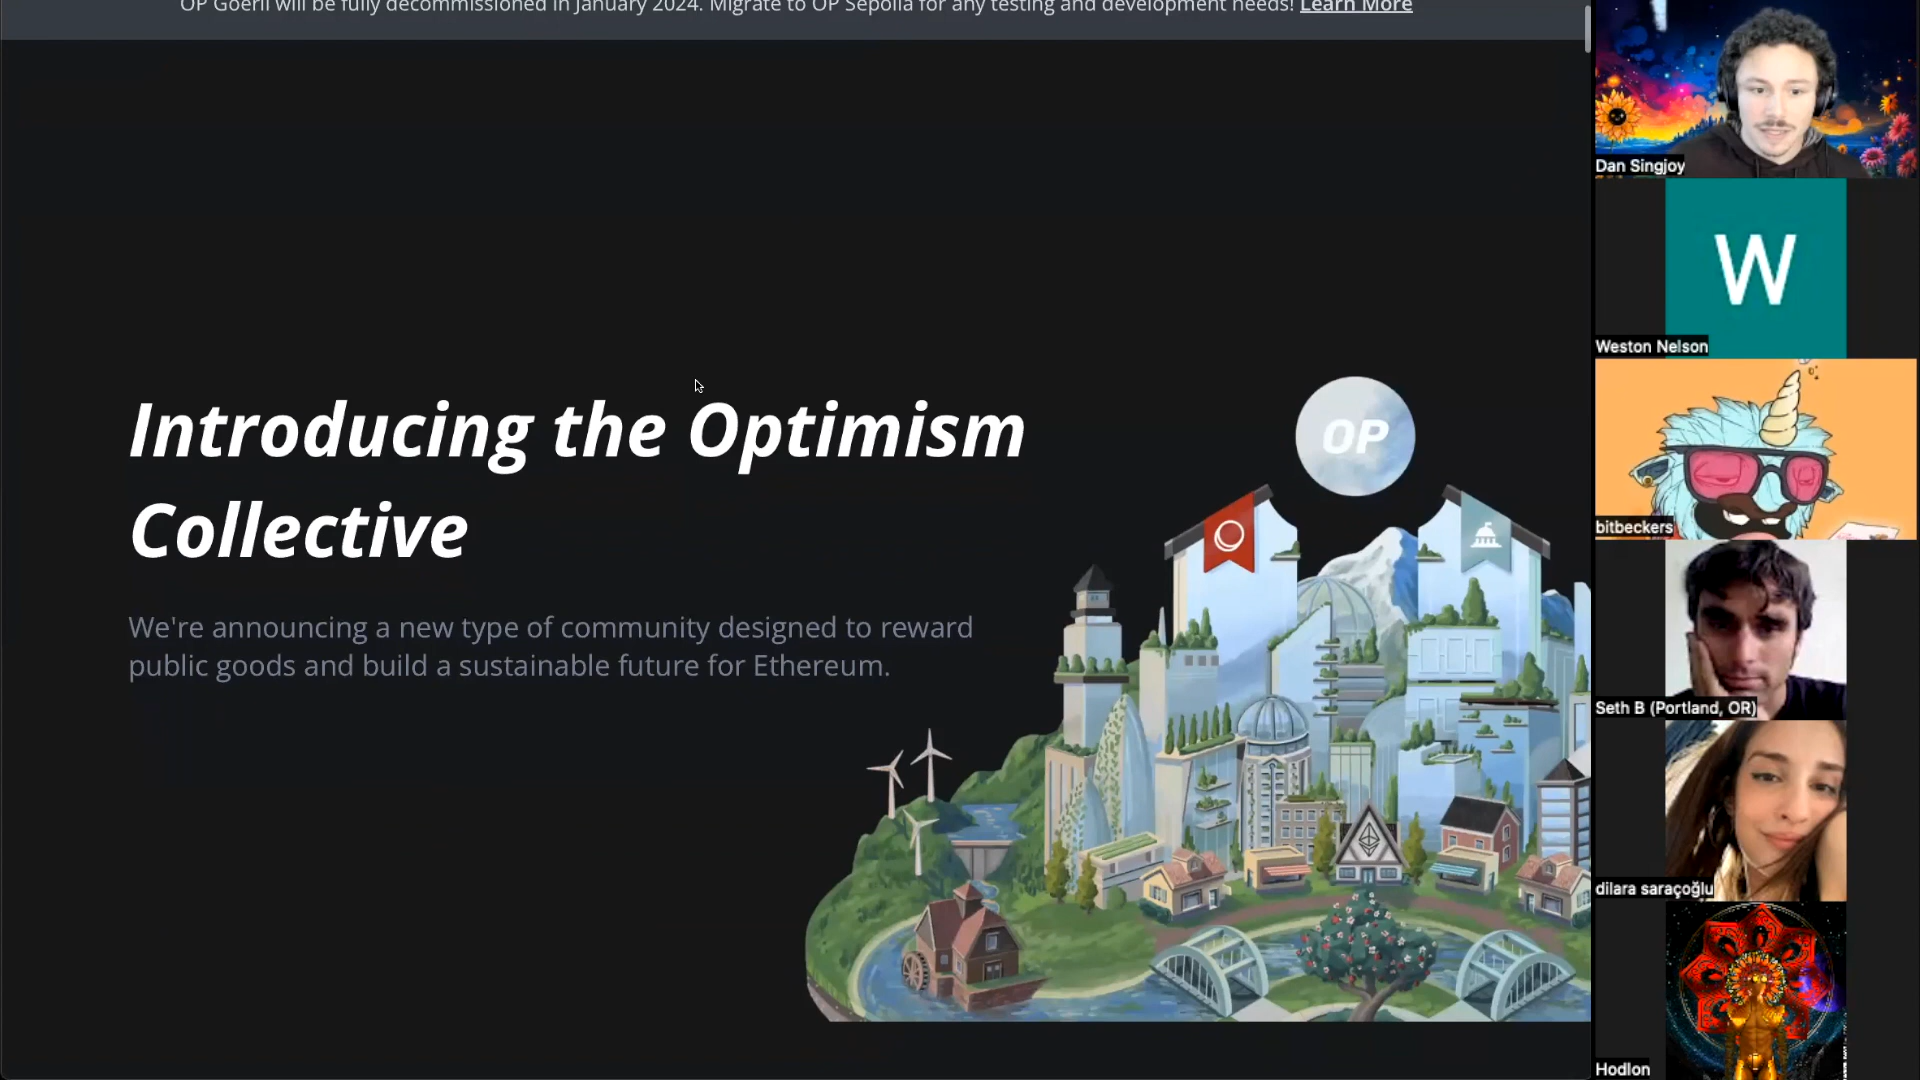 OP Goerli will be fully decommissioned in January 2024. Migrate to OP Sepolia for any testing and development needs! Learn More
Introducing the Optimism
Collective
We're announcing a new type of community designed to reward
public goods and build a sustainable future for Ethereum.
OP
Dan Singjoy
W
Weston Nelson
bitbeckers
Seth B (Portland, OR)
dilara saraçoğlu
Hodlon